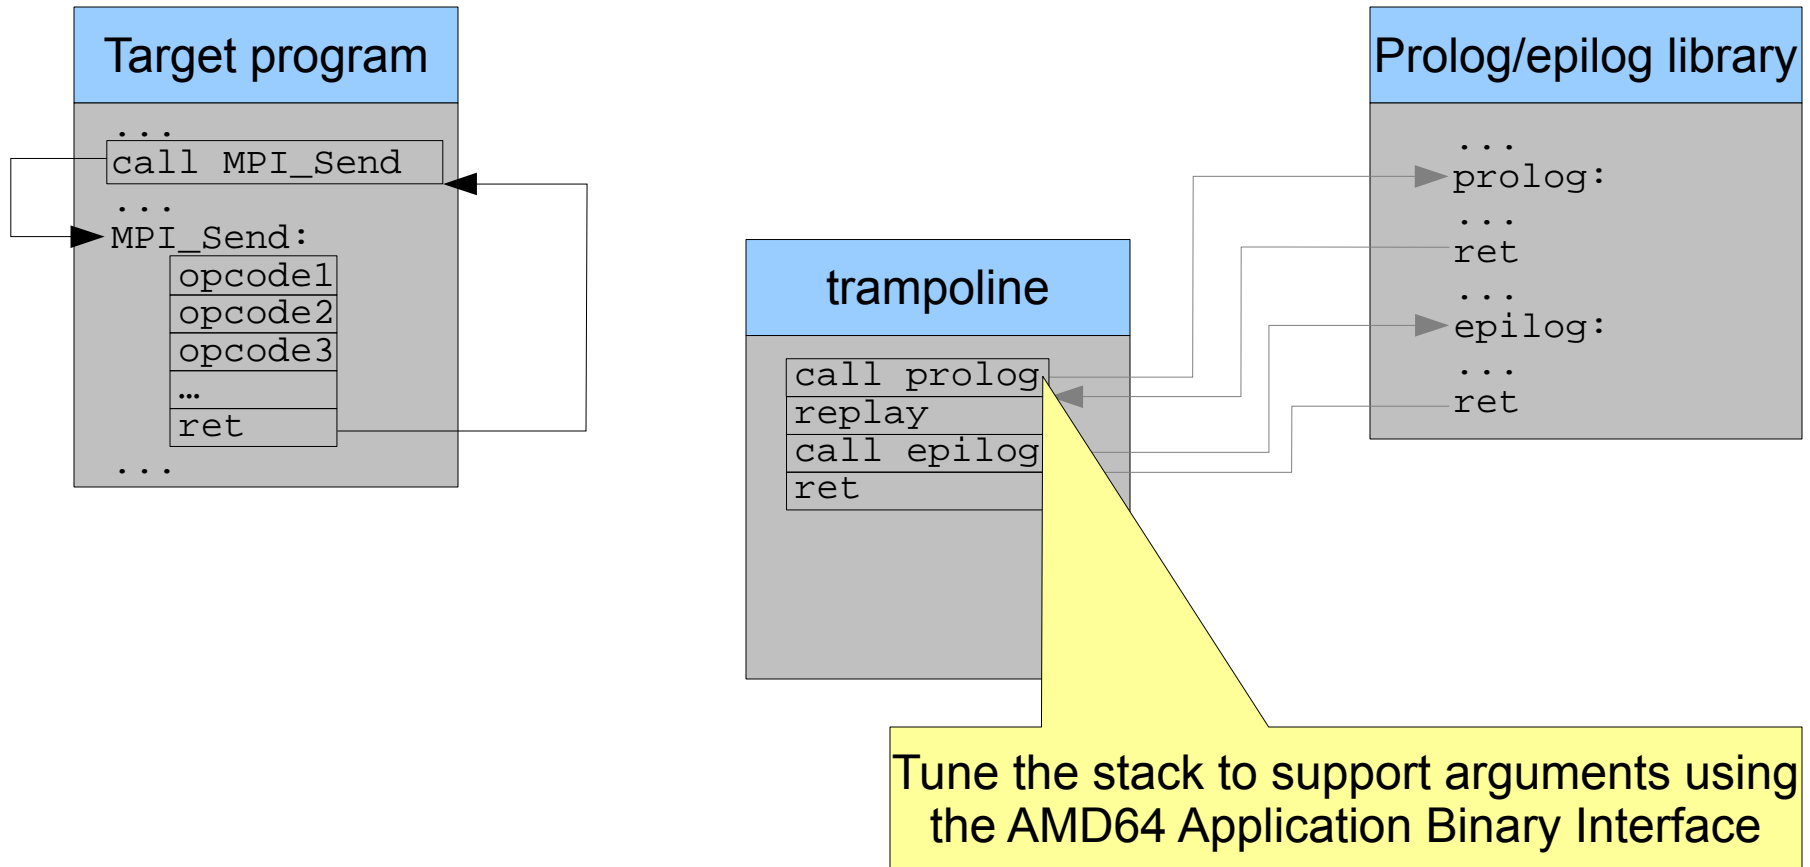 Target program
...
call MPI_Send
...
MPI_Send:
opcode1
opcode2
opcode3
…
ret
...
trampoline
call prolog
replay
call epilog
ret
Prolog/epilog library
...
prolog:
...
ret
...
epilog:
...
ret
Tune the stack to support arguments using
the AMD64 Application Binary Interface